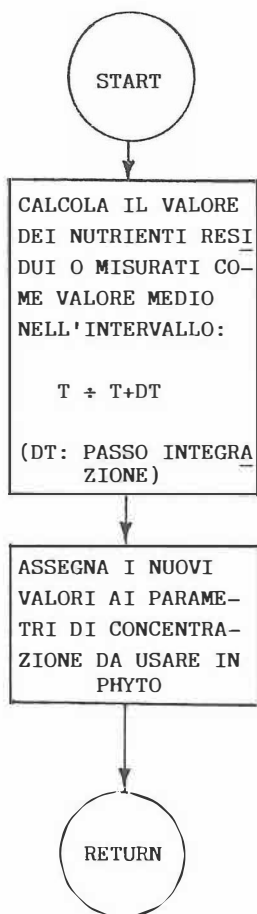 START
CALCOLA IL VALORE
DEI NUTRIENTI RESI
DUI O MISURATI CO-
ME VALORE MEDIO
NELL'INTERVALLO:
T ÷ T+DT
(DT: PASSO INTEGRA
ZIONE)
ASSEGNA I NUOVI
VALORI AI PARAME-
TRI DI CONCENTRA-
ZIONE DA USARE IN
PHYTO
RETURN